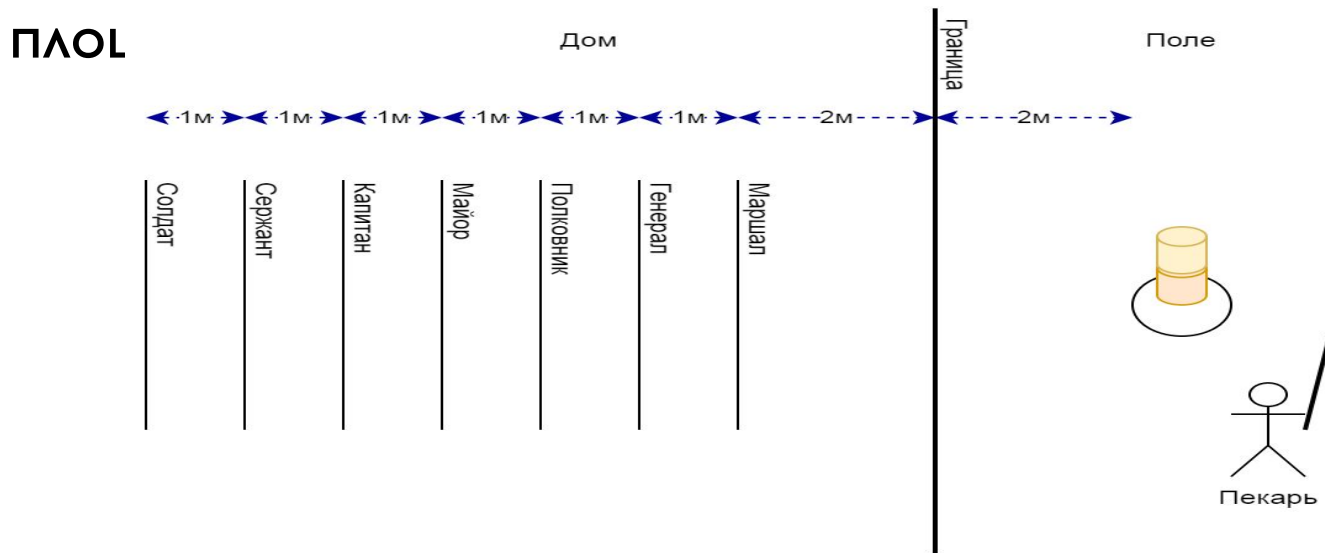 ПΛOL
Дом
Граница
Поле
1м 1м 1м 1м 1м 1м 2м 2м
Солдат
Сержант
Капитан
Майор
Полковник
Генерал
Маршал
Пекарь